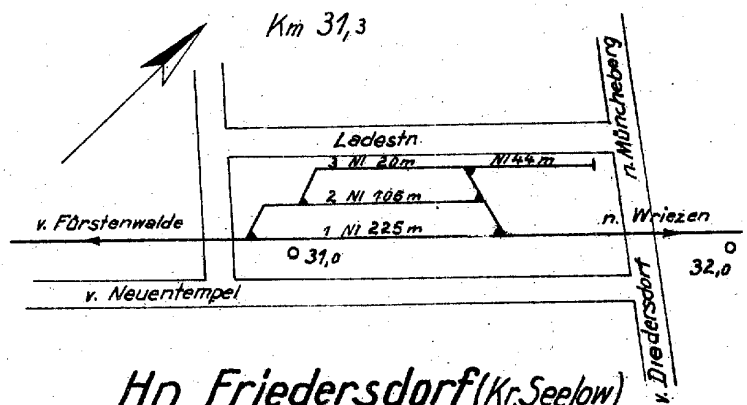 Km 31,3
n. Müncheberg
Ladestr.
3 Nl 20m
Nl 44m
2 Nl 106m
v. Fürstenwalde
1 Nl 225m
n. Wriezen
31,0
32,0
v. Neuentempel
v. Diedersdorf
Hp Friedersdorf (Kr. Seelow)